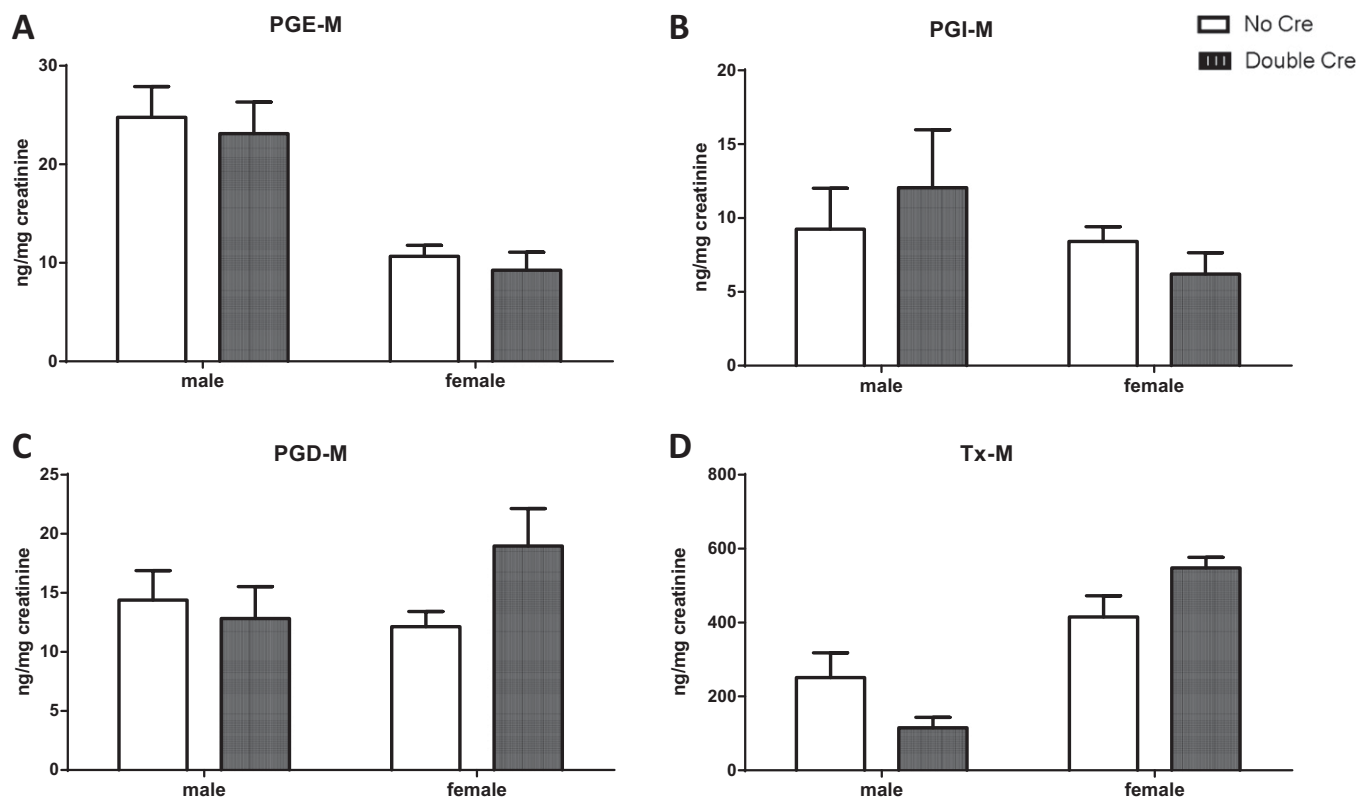 A
PGE-M
30
20
10
0
ng/mg creatinine
male
female
B
PGI-M
20
15
10
5
0
ng/mg creatinine
male
female
No Cre
Double Cre
C
PGD-M
25
20
15
10
5
0
ng/mg creatinine
male
female
D
Tx-M
800
600
400
200
0
ng/mg creatinine
male
female